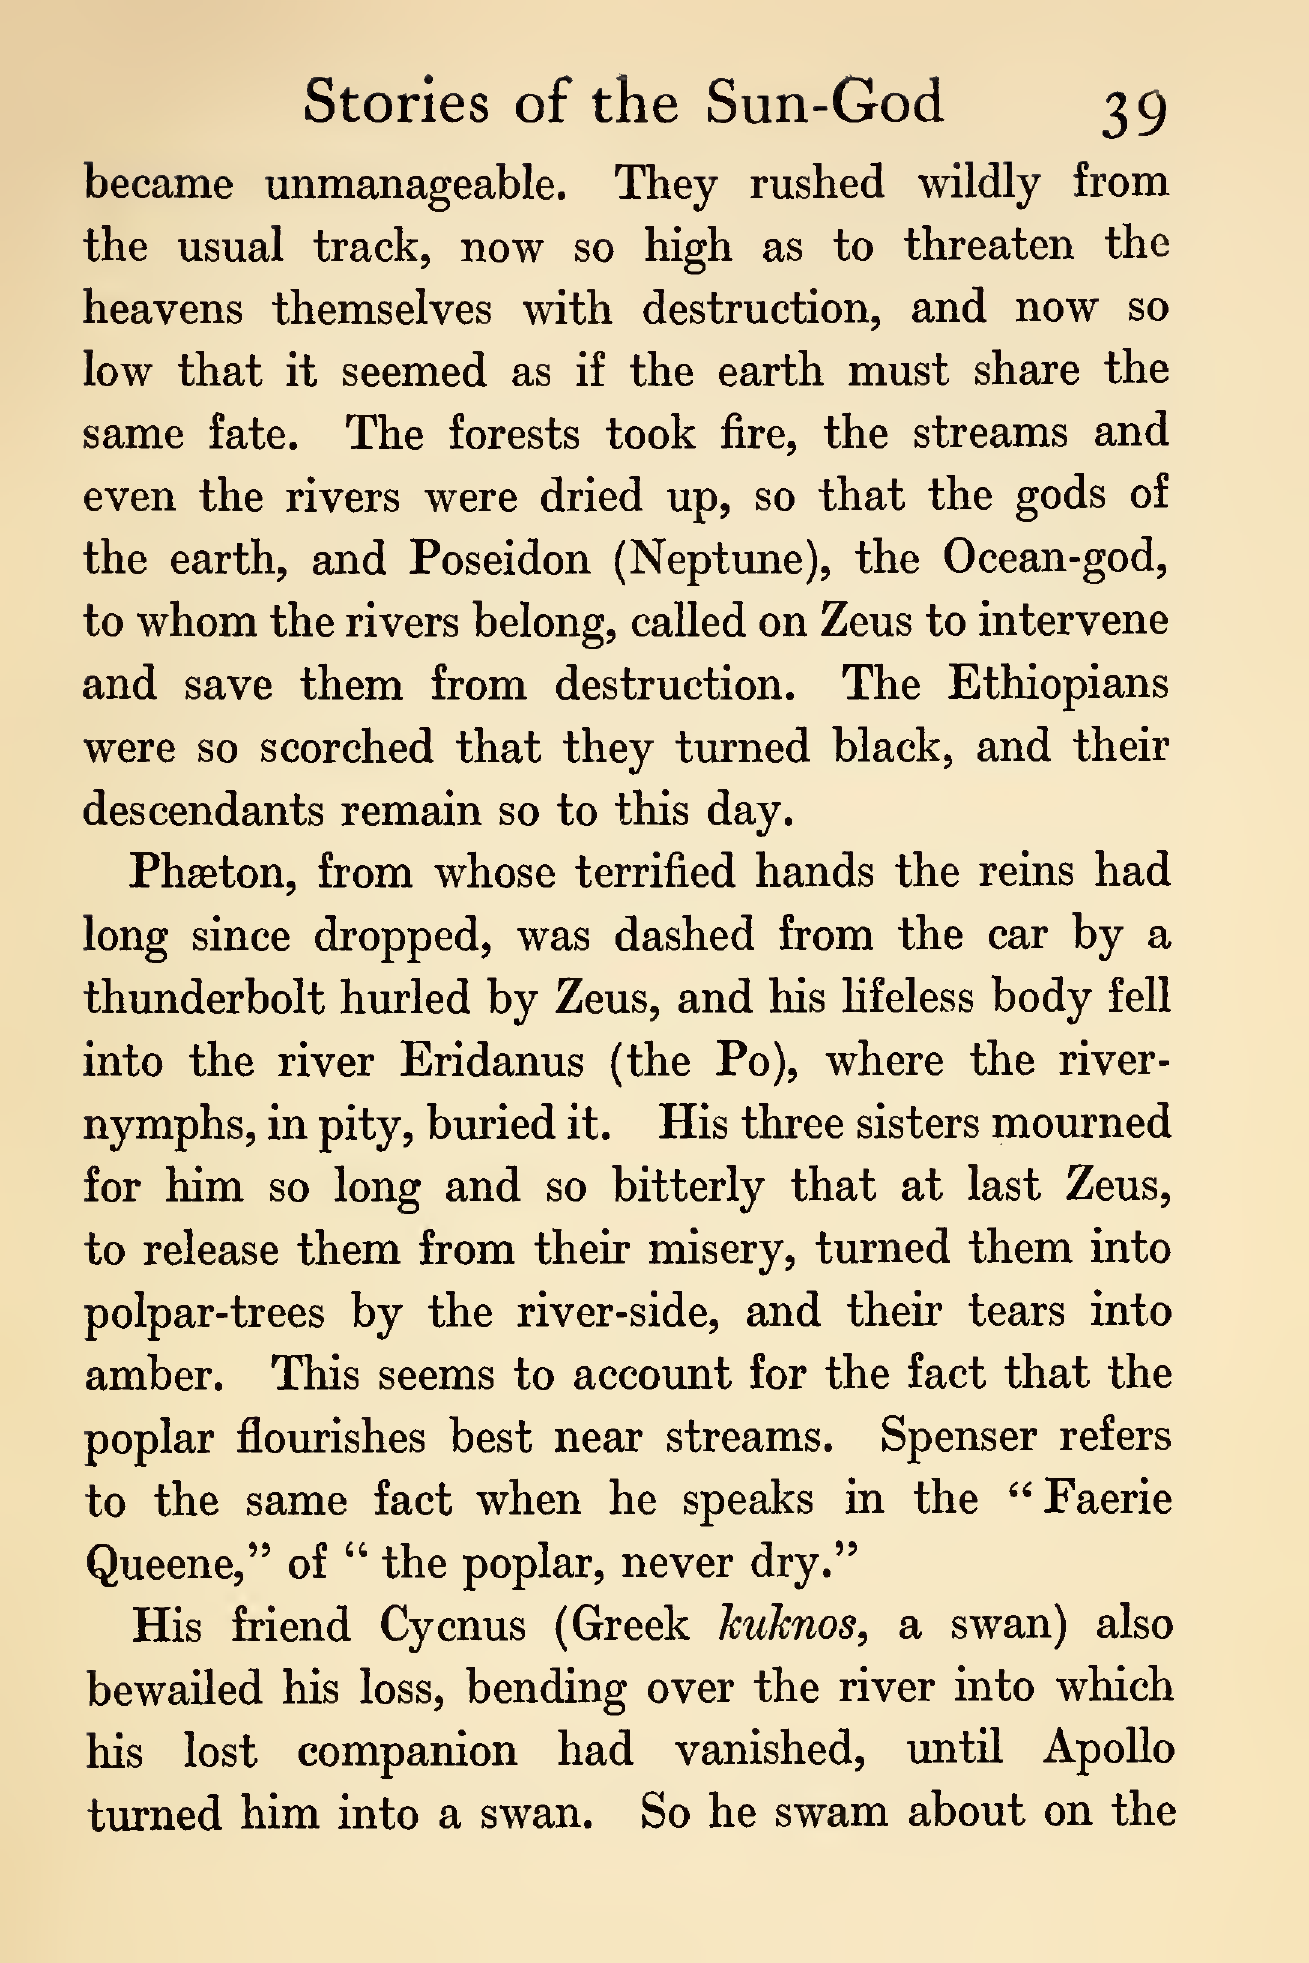 Stories of the Sun-God 39
became unmanageable. They rushed wildly from
the usual track, now so high as to threaten the
heavens themselves with destruction, and now so
low that it seemed as if the earth must share the
same fate. The forests took fire, the streams and
even the rivers were dried up, so that the gods of
the earth, and Poseidon (Neptune), the Ocean-god,
to whom the rivers belong, called on Zeus to intervene
and save them from destruction. The Ethiopians
were so scorched that they turned black, and their
descendants remain so to this day.
Phæton, from whose terrified hands the reins had
long since dropped, was dashed from the car by a
thunderbolt hurled by Zeus, and his lifeless body fell
into the river Eridanus (the Po), where the river-
nymphs, in pity, buried it. His three sisters mourned
for him so long and so bitterly that at last Zeus,
to release them from their misery, turned them into
polpar-trees by the river-side, and their tears into
amber. This seems to account for the fact that the
poplar flourishes best near streams. Spenser refers
to the same fact when he speaks in the “Faerie
Queene,” of “the poplar, never dry.”
His friend Cycnus (Greek kuknos, a swan) also
bewailed his loss, bending over the river into which
his lost companion had vanished, until Apollo
turned him into a swan. So he swam about on the